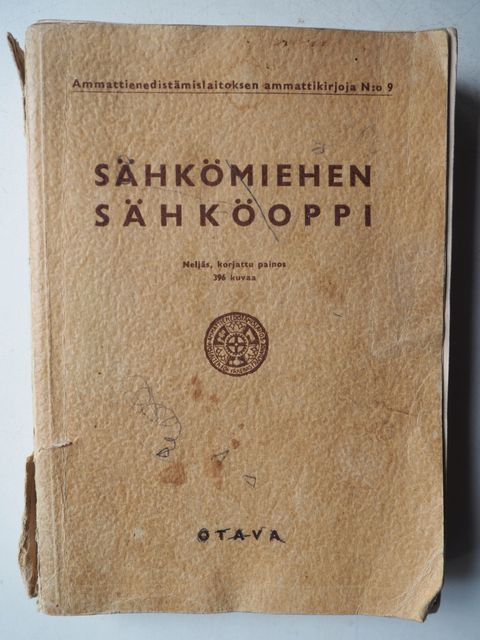 Ammattienedistämislaitoksen ammattikirjoja N:o 9
SÄHKÖMIEHEN
SÄHKÖOPPI
Neljäs, korjattu painos
396 kuvaa
OTAVA